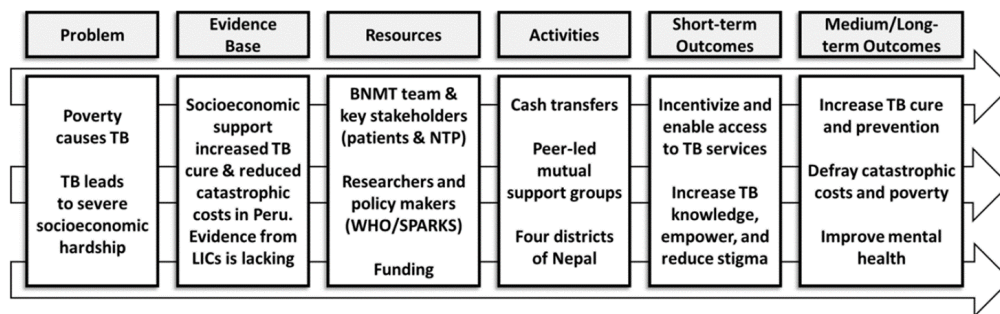 Problem
Evidence
Base
Resources
Activities
Short-term
Outcomes
Medium/Long-
term Outcomes
Poverty
causes TB
TB leads
to severe
socioeconomic
hardship
Socioeconomic
support
increased TB
cure & reduced
catastrophic
costs in Peru.
Evidence from
LICs is lacking
BNMT team &
key stakeholders
(patients & NTP)
Researchers and
policy makers
(WHO/SPARKS)
Funding
Cash transfers
Peer-led
mutual
support groups
Four districts
of Nepal
Incentivize and
enable access
to TB services
Increase TB
knowledge,
empower, and
reduce stigma
Increase TB cure
and prevention
Defray catastrophic
costs and poverty
Improve mental
health